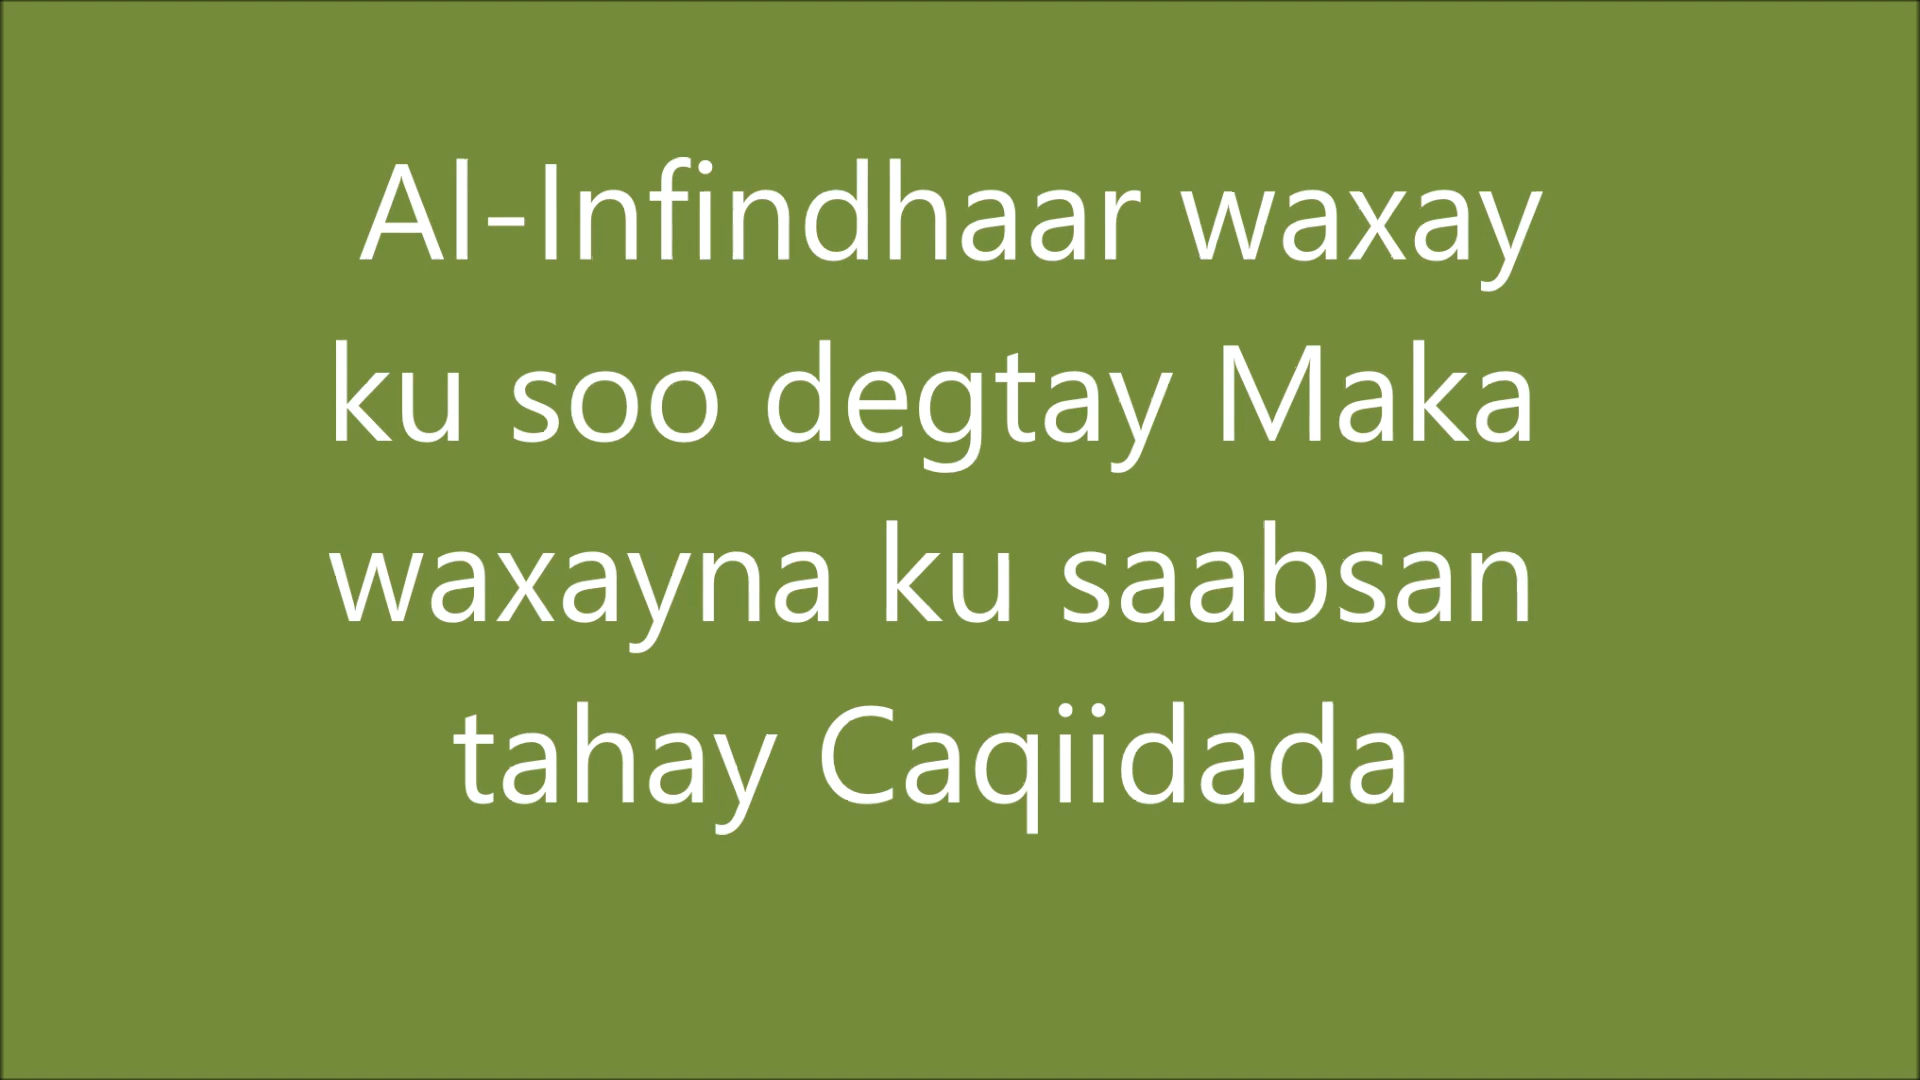 Al-Infindhaar waxay
ku soo degtay Maka
waxayna ku saabsan
tahay Caqiidada